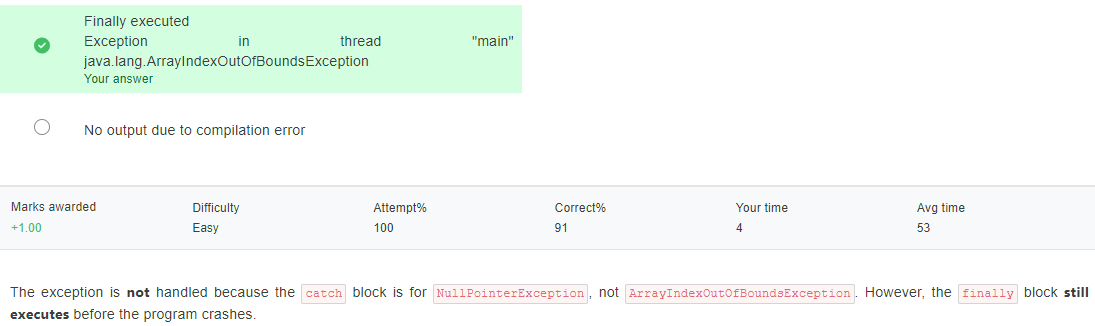 Finally executed
Exception in thread "main"
java.lang.ArrayIndexOutOfBoundsException
Your answer
No output due to compilation error
Marks awarded Difficulty Attempt% Correct% Your time Avg time
+1.00 Easy 100 91 4 53
The exception is not handled because the catch block is for NullPointerException, not ArrayIndexOutOfBoundsException. However, the finally block still
executes before the program crashes.